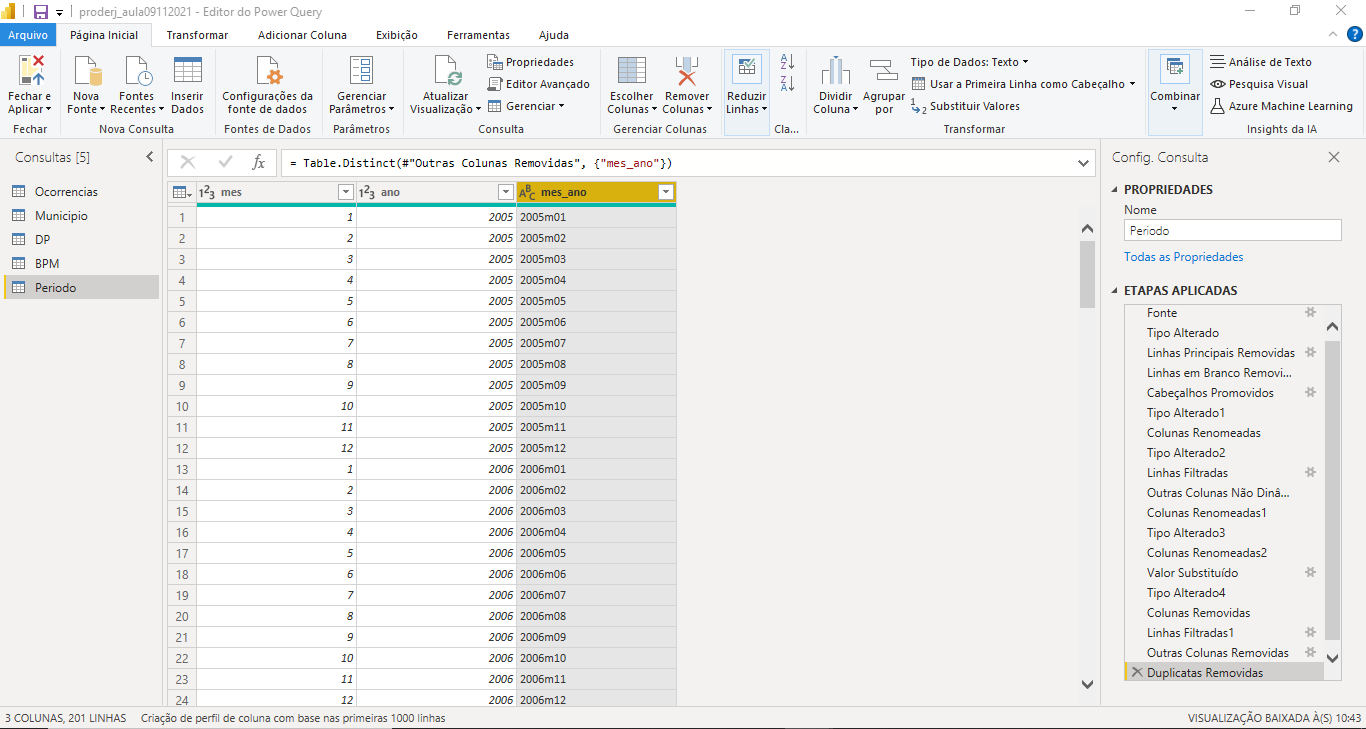 proderj_aula09112021 - Editor do Power Query
Arquivo Página Inicial Transformar Adicionar Coluna Exibição Ferramentas Ajuda
Fechar e Aplicar
Fechar
Nova Fonte
Fontes Recentes
Inserir Dados
Nova Consulta
Configurações da fonte de dados
Fontes de Dados
Gerenciar Parâmetros
Parâmetros
Atualizar Visualização
Propriedades
Editor Avançado
Gerenciar
Consulta
Escolher Colunas
Remover Colunas
Gerenciar Colunas
Reduzir Linhas
Cla...
Dividir Coluna
Agrupar por
Tipo de Dados: Texto
Usar a Primeira Linha como Cabeçalho
Substituir Valores
Transformar
Combinar
Análise de Texto
Pesquisa Visual
Azure Machine Learning
Insights da IA
Consultas [5]
Ocorrencias
Municipio
DP
BPM
Periodo
= Table.Distinct(#"Outras Colunas Removidas", {"mes_ano"})
mes ano mes_ano
1 1 2005 2005m01
2 2 2005 2005m02
3 3 2005 2005m03
4 4 2005 2005m04
5 5 2005 2005m05
6 6 2005 2005m06
7 7 2005 2005m07
8 8 2005 2005m08
9 9 2005 2005m09
10 10 2005 2005m10
11 11 2005 2005m11
12 12 2005 2005m12
13 1 2006 2006m01
14 2 2006 2006m02
15 3 2006 2006m03
16 4 2006 2006m04
17 5 2006 2006m05
18 6 2006 2006m06
19 7 2006 2006m07
20 8 2006 2006m08
21 9 2006 2006m09
22 10 2006 2006m10
23 11 2006 2006m11
24 12 2006 2006m12
Config. Consulta
PROPRIEDADES
Nome
Periodo
Todas as Propriedades
ETAPAS APLICADAS
Fonte
Tipo Alterado
Linhas Principais Removidas
Linhas em Branco Removi...
Cabeçalhos Promovidos
Tipo Alterado1
Colunas Renomeadas
Tipo Alterado2
Linhas Filtradas
Outras Colunas Não Dinâ...
Colunas Renomeadas1
Tipo Alterado3
Colunas Renomeadas2
Valor Substituído
Tipo Alterado4
Colunas Removidas
Linhas Filtradas1
Outras Colunas Removidas
Duplicatas Removidas
3 COLUNAS, 201 LINHAS Criação de perfil de coluna com base nas primeiras 1000 linhas
VISUALIZAÇÃO BAIXADA À(S) 10:43